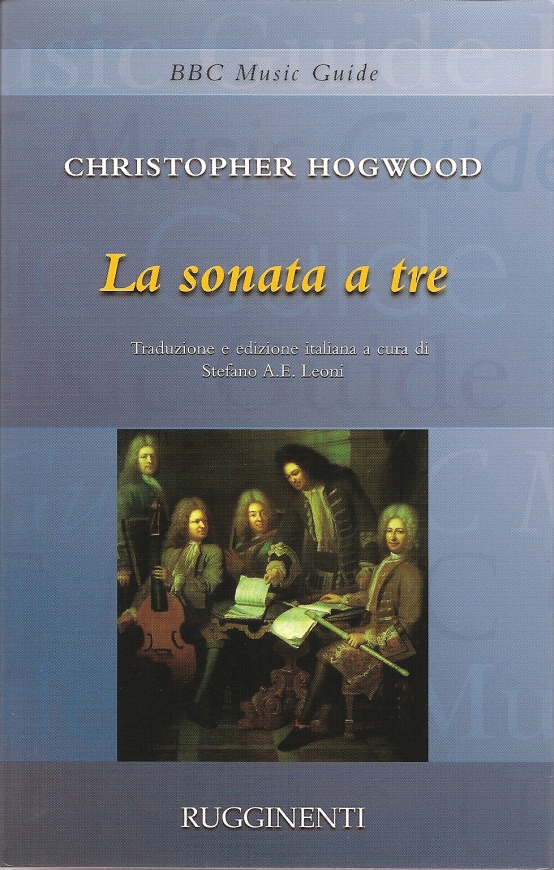 BBC Music Guide
CHRISTOPHER HOGWOOD
La sonata a tre
Traduzione e edizione italiana a cura di
Stefano A.E. Leoni
RUGGINENTI